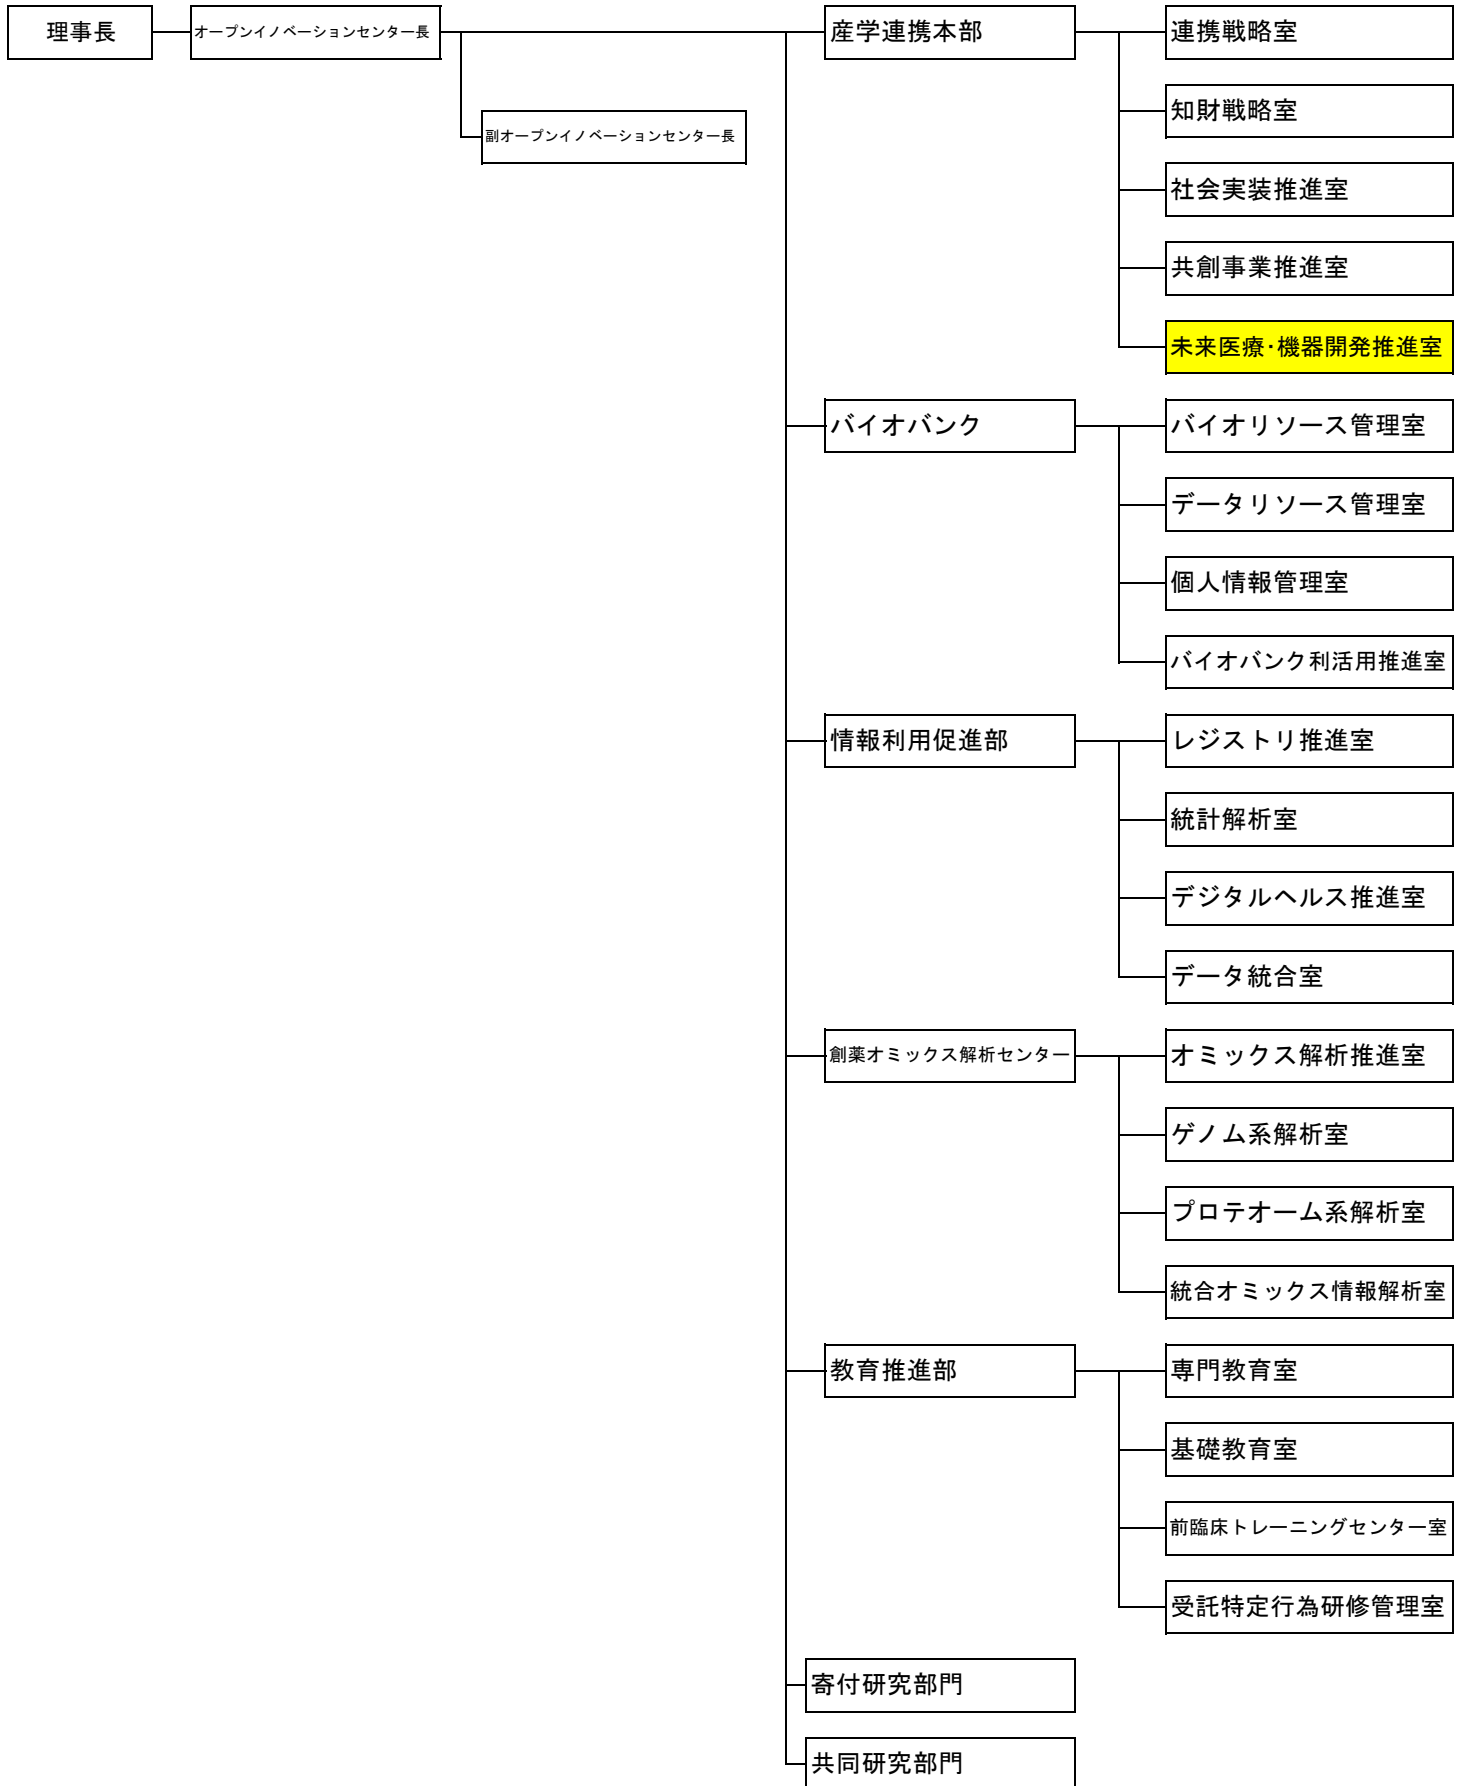 理事長
オープンイノベーションセンター長
副オープンイノベーションセンター長
産学連携本部
連携戦略室
知財戦略室
社会実装推進室
共創事業推進室
未来医療・機器開発推進室
バイオバンク
バイオリソース管理室
データリソース管理室
個人情報管理室
バイオバンク利活用推進室
情報利用促進部
レジストリ推進室
統計解析室
デジタルヘルス推進室
データ統合室
創薬オミックス解析センター
オミックス解析推進室
ゲノム系解析室
プロテオーム系解析室
統合オミックス情報解析室
教育推進部
専門教育室
基礎教育室
前臨床トレーニングセンター室
受託特定行為研修管理室
寄付研究部門
共同研究部門